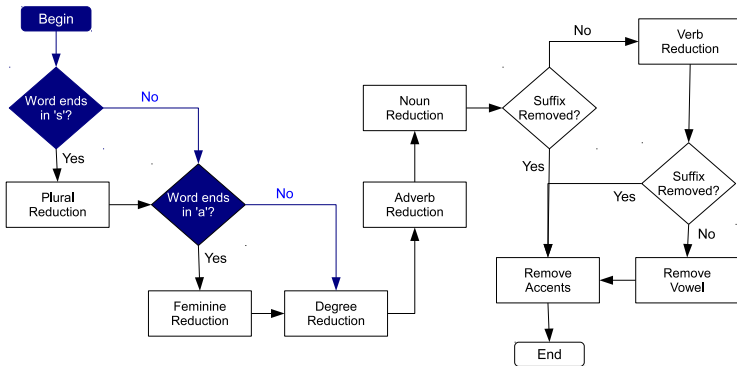 Begin
Word ends
in 's'?
No
Yes
Plural
Reduction
Word ends
in 'a'?
No
Yes
Feminine
Reduction
Degree
Reduction
Adverb
Reduction
Noun
Reduction
Suffix
Removed?
No
Yes
Verb
Reduction
Suffix
Removed?
Yes
No
Remove
Vowel
Remove
Accents
End